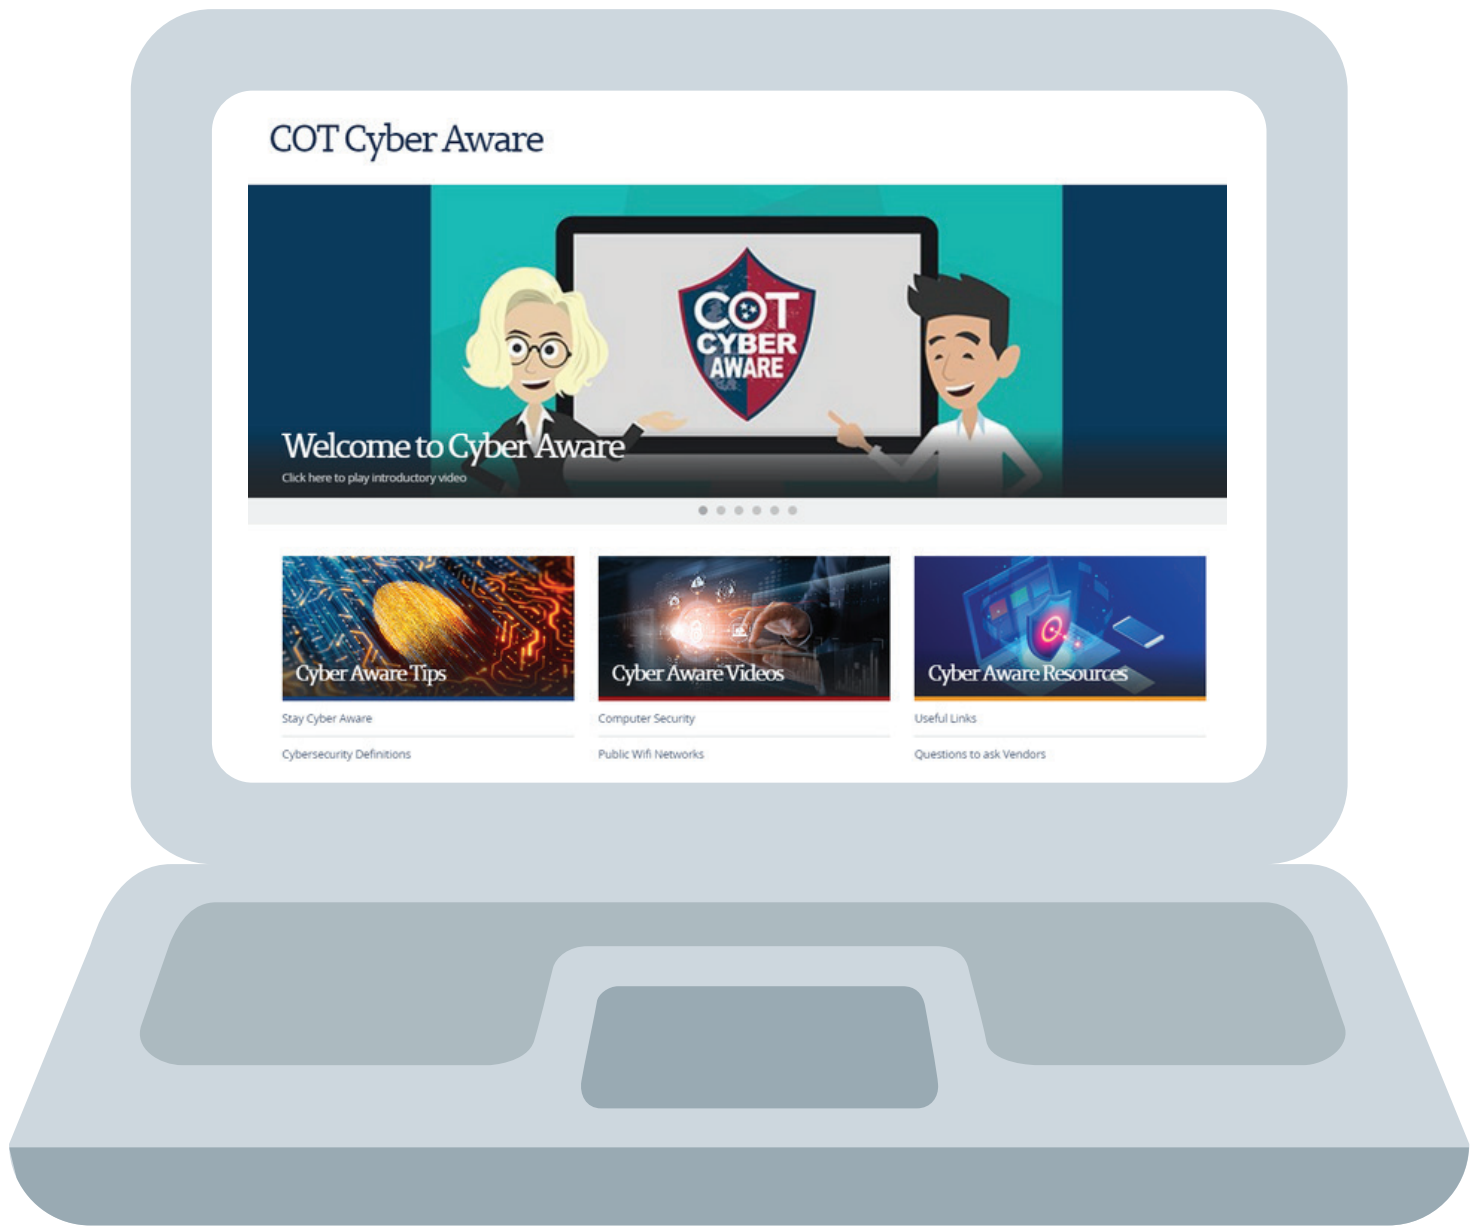 COT Cyber Aware
COT
CYBER
AWARE
Welcome to Cyber Aware
Click here to play introductory video
Cyber Aware Tips
Cyber Aware Videos
Cyber Aware Resources
Stay Cyber Aware
Computer Security
Useful Links
Cybersecurity Definitions
Public Wifi Networks
Questions to ask Vendors